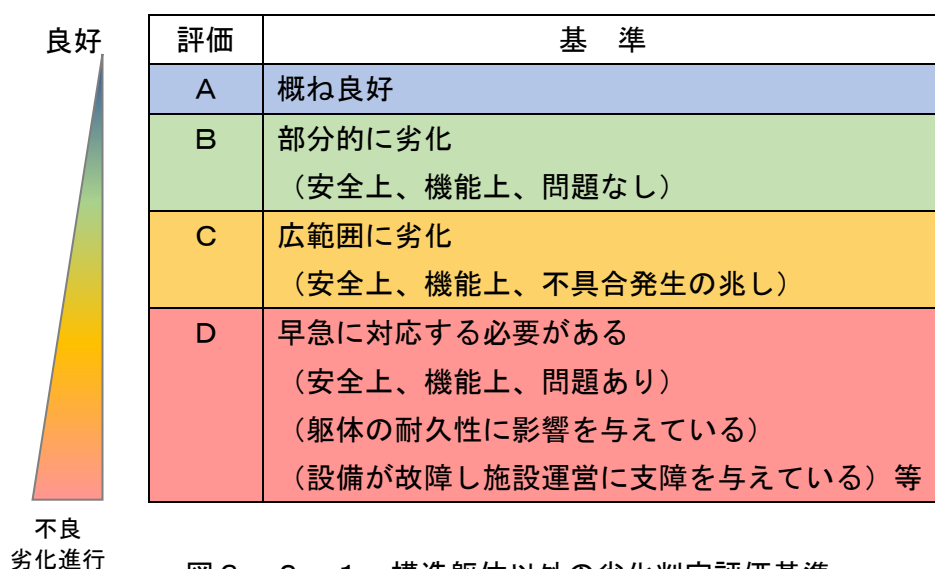 良好
評価 基 準
A 概ね良好
B 部分的に劣化
（安全上、機能上、問題なし）
C 広範囲に劣化
（安全上、機能上、不具合発生の兆し）
D 早急に対応する必要がある
（安全上、機能上、問題あり）
（躯体の耐久性に影響を与えている）
（設備が故障し施設運営に支障を与えている）等
不良
劣化進行